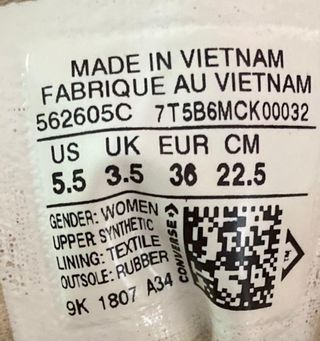 MADE IN VIETNAM
FABRIQUE AU VIETNAM
562605C 7T5B6MCK00032
US UK EUR CM
5.5 3.5 36 22.5
GENDER: WOMEN
UPPER: SYNTHETIC
LINING: TEXTILE
OUTSOLE: RUBBER
9K 1807 A34
CONVERSE